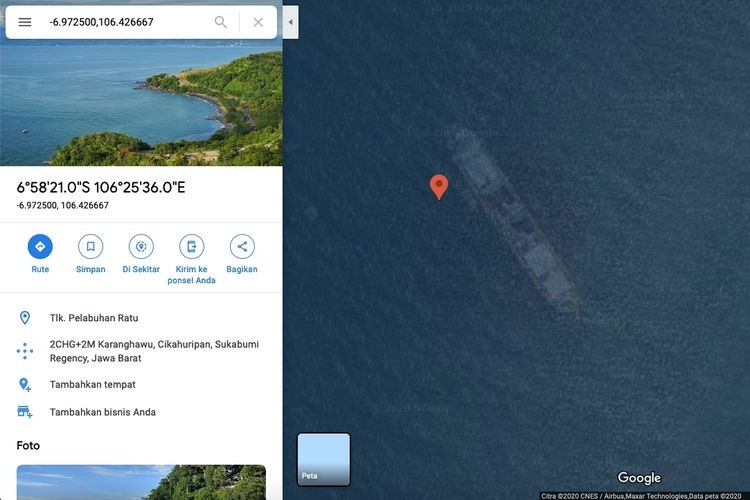 -6.972500,106.426667
6°58'21.0"S 106°25'36.0"E
-6.972500, 106.426667
Rute
Simpan
Di Sekitar
Kirim ke
ponsel Anda
Bagikan
Tlk. Pelabuhan Ratu
2CHG+2M Karanghawu, Cikahuripan, Sukabumi
Regency, Jawa Barat
Tambahkan tempat
Tambahkan bisnis Anda
Foto
Peta
Google
Citra ©2020 CNES / Airbus,Maxar Technologies,Data peta ©2020